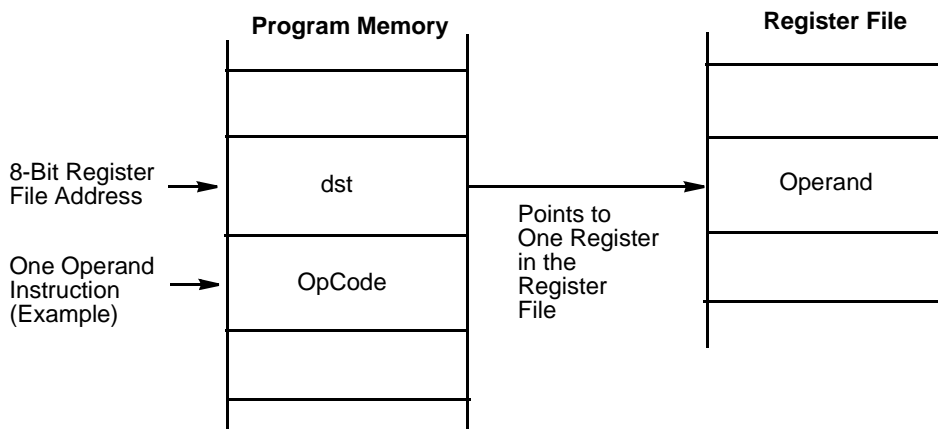 Program Memory
Register File
8-Bit Register
File Address
dst
Operand
Points to
One Register
in the
Register
File
One Operand
Instruction
(Example)
OpCode